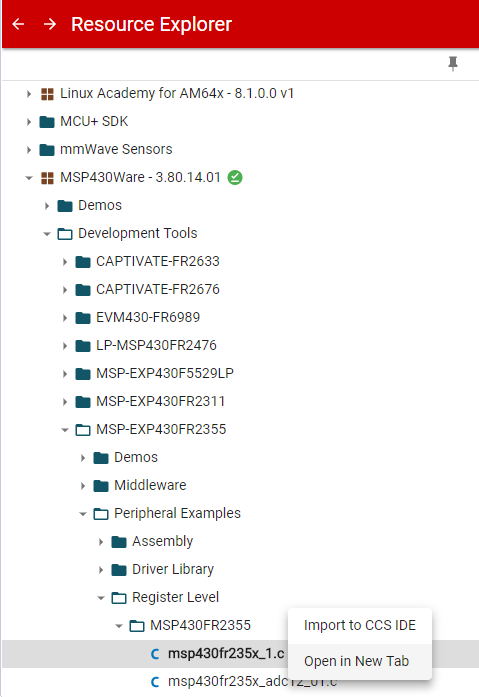 Resource Explorer
Linux Academy for AM64x - 8.1.0.0 v1
MCU+ SDK
mmWave Sensors
MSP430Ware - 3.80.14.01
Demos
Development Tools
CAPTIVATE-FR2633
CAPTIVATE-FR2676
EVM430-FR6989
LP-MSP430FR2476
MSP-EXP430F5529LP
MSP-EXP430FR2311
MSP-EXP430FR2355
Demos
Middleware
Peripheral Examples
Assembly
Driver Library
Register Level
MSP430FR2355
Import to CCS IDE
C msp430fr235x_1.c
Open in New Tab
C msp430fr235x_adc12_01.c